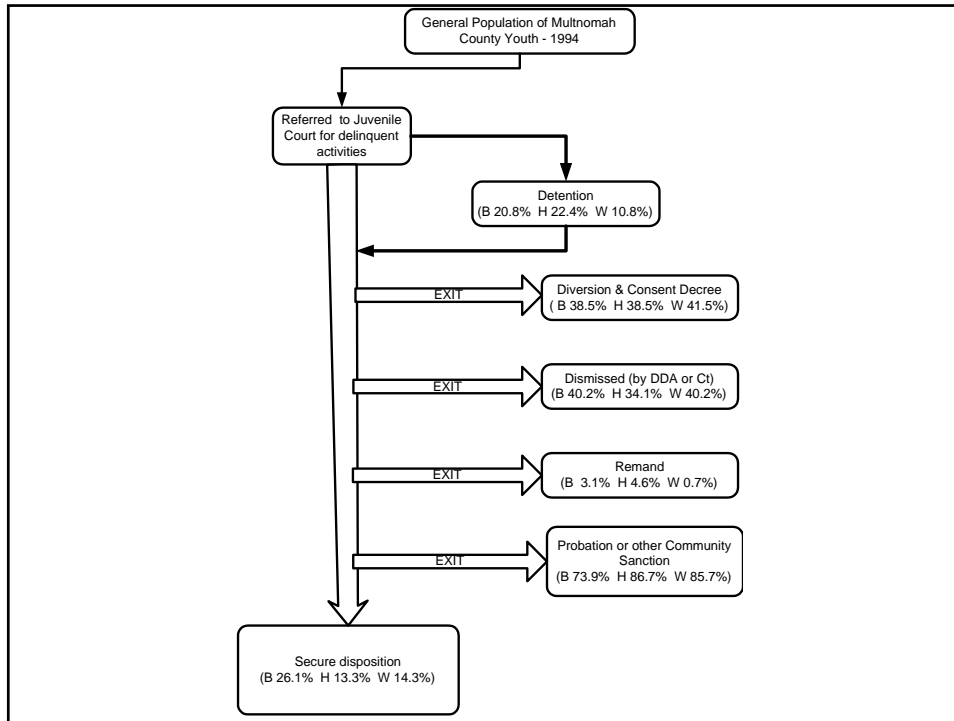 General Population of Multnomah
County Youth - 1994
Referred to Juvenile
Court for delinquent
activities
Detention
(B 20.8% H 22.4% W 10.8%)
EXIT
Diversion & Consent Decree
( B 38.5% H 38.5% W 41.5%)
EXIT
Dismissed (by DDA or Ct)
(B 40.2% H 34.1% W 40.2%)
EXIT
Remand
(B 3.1% H 4.6% W 0.7%)
EXIT
Probation or other Community
Sanction
(B 73.9% H 86.7% W 85.7%)
Secure disposition
(B 26.1% H 13.3% W 14.3%)